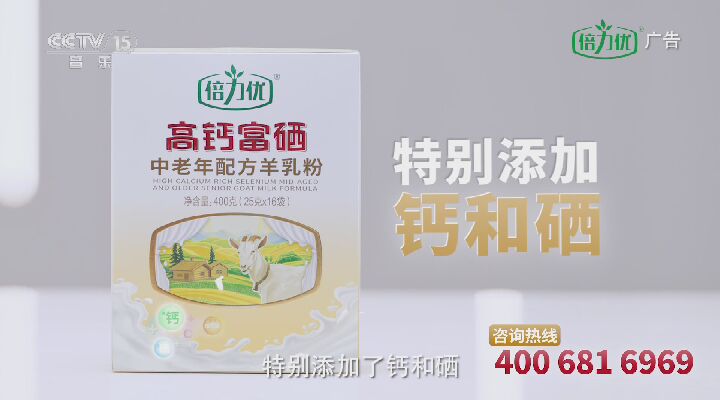 CCTV 15
音乐
倍力优® 广告
倍力优®
高钙富硒
中老年配方羊乳粉
HIGH CALCIUM RICH SELENIUM MID-AGED
AND OLDER SENIOR GOAT MILK FORMULA
净含量:400克(25克x16袋)
钙
特别添加
钙和硒
特别添加了钙和硒
咨询热线
400 681 6969